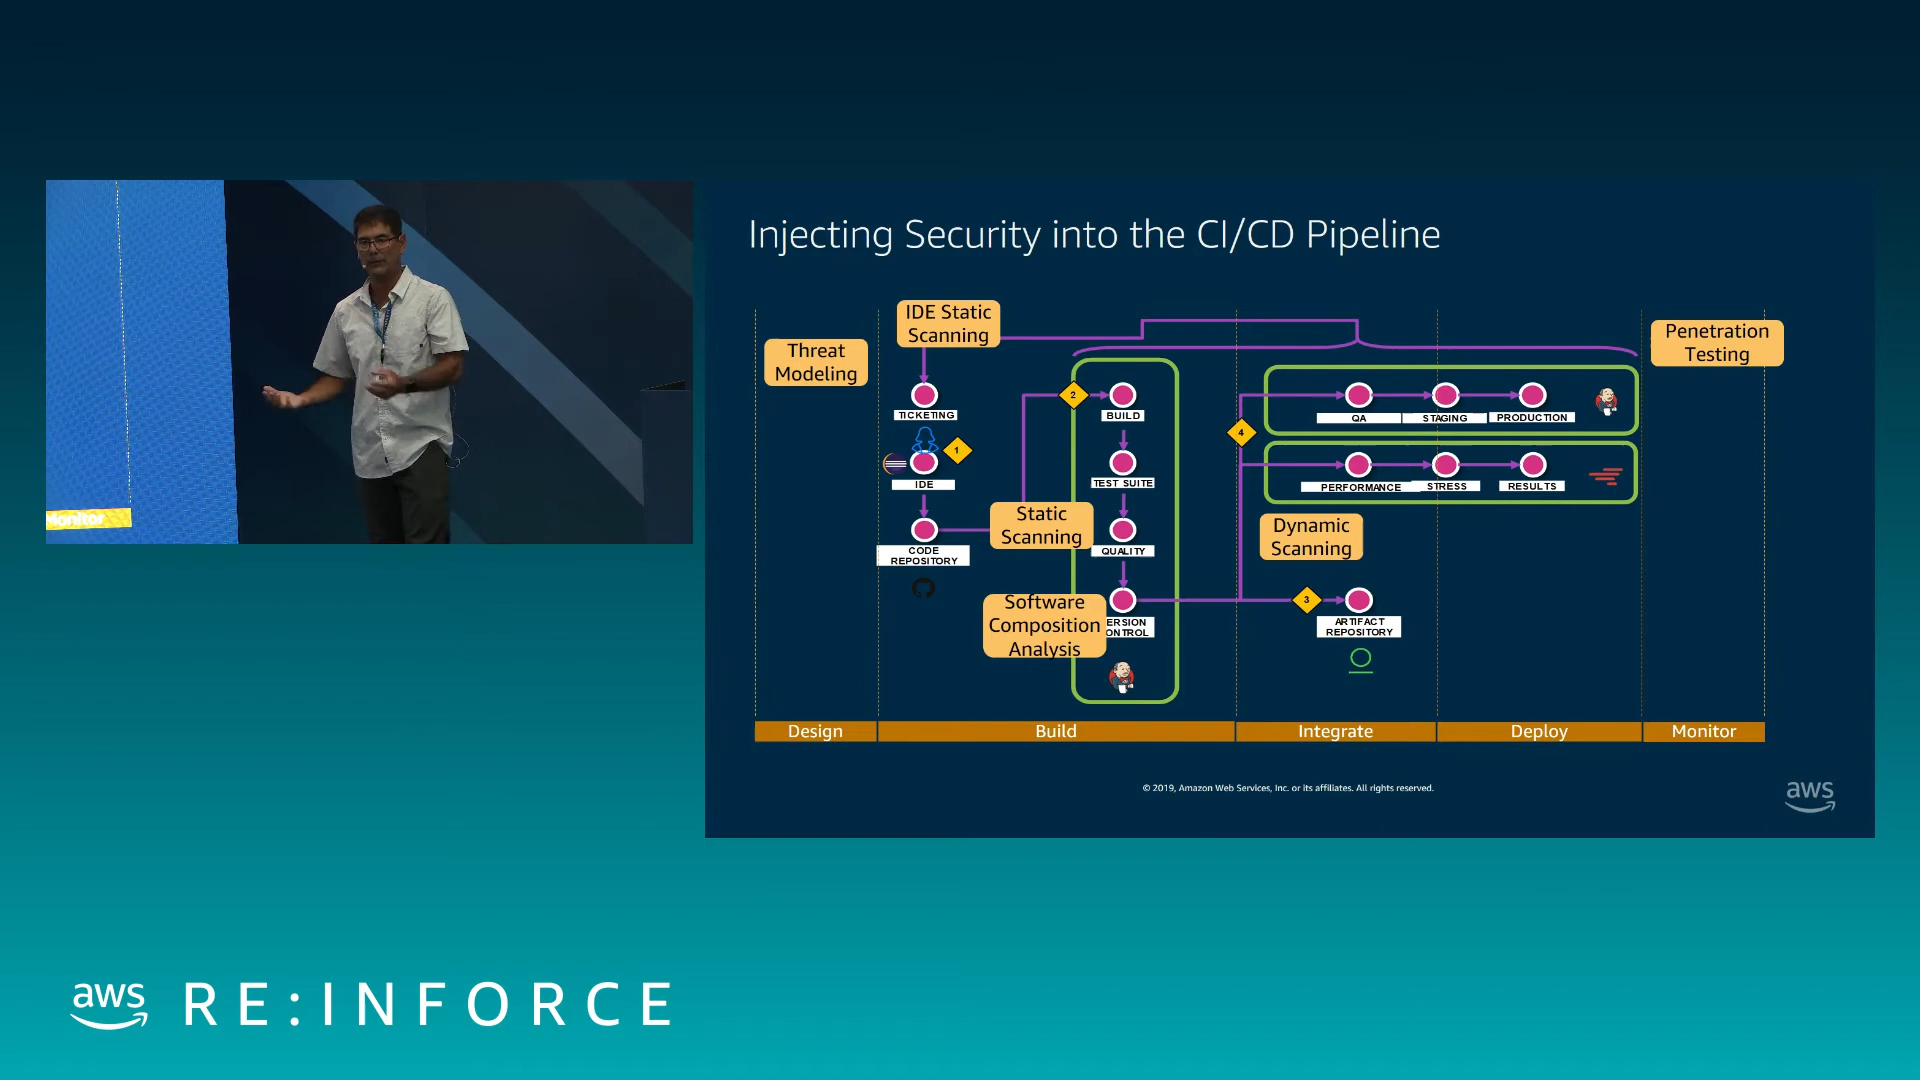 Injecting Security into the CI/CD Pipeline
IDE Static
Scanning
Threat
Modeling
Penetration
Testing
TICKETING
1
IDE
CODE
REPOSITORY
Static
Scanning
Software
Composition
Analysis
2
BUILD
TEST SUITE
QUALITY
ERSION
ONTROL
4
QA
STAGING
PRODUCTION
PERFORMANCE
STRESS
RESULTS
Dynamic
Scanning
3
ARTIFACT
REPOSITORY
Design
Build
Integrate
Deploy
Monitor
© 2019, Amazon Web Services, Inc. or its affiliates. All rights reserved.
aws
Monitor
aws RE:INFORCE